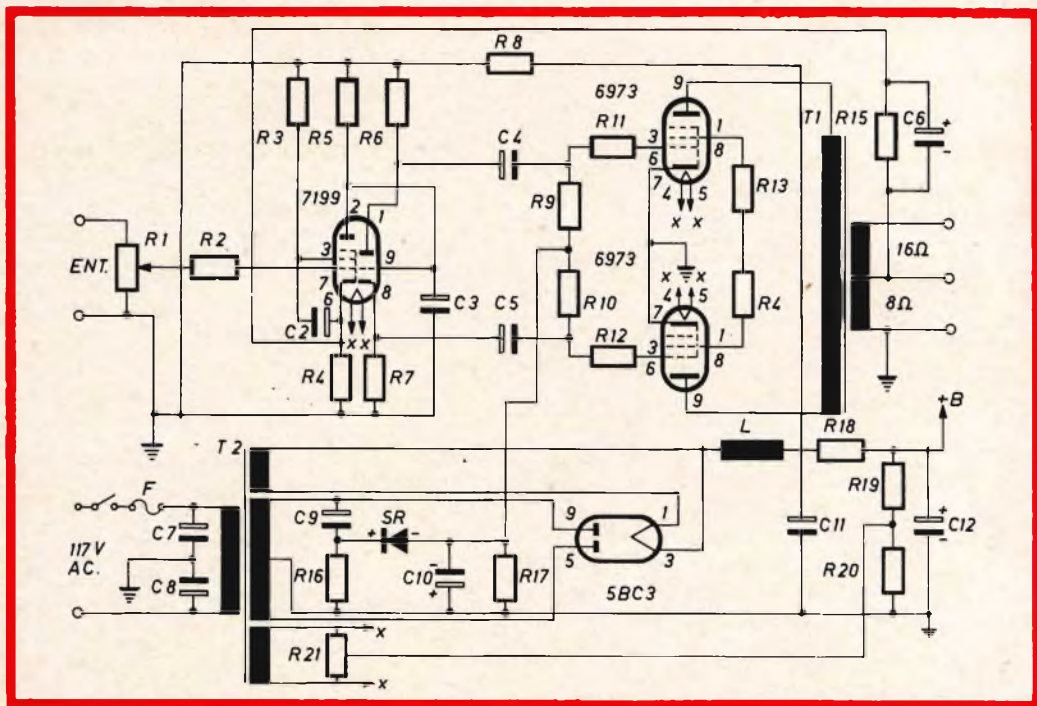 R8
R3
R5
R6
C4
R11
6973
9
1
8
3
6
7
4
5
x
x
R13
T1
R15
C6
+
-
7199
2
1
3
9
7
8
6
R9
R1
R2
ENT.
C2
C3
x
x
R4
R7
C5
R10
6973
R12
x
x
4
5
7
3
6
1
8
9
R4
16Ω
8Ω
+B
L
R18
T2
F
117V
AC.
C7
C8
C9
R16
+
SR
-
C10
-
+
R17
9
5
1
3
5BC3
R19
C11
R20
+
C12
-
R21
x
x